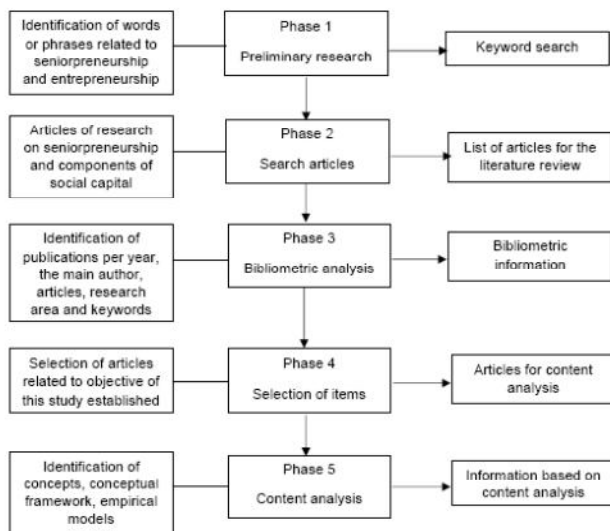 Identification of words
or phrases related to
seniorpreneurship
and entrepreneurship
Phase 1
Preliminary research
Keyword search
Articles of research
on seniorpreneurship
and components of
social capital
Phase 2
Search articles
List of articles for the
literature review
Identification of
publications per year,
the main author,
articles, research
area and keywords
Phase 3
Bibliometric analysis
Bibliometric
information
Selection of articles
related to objective of
this study established
Phase 4
Selection of items
Articles for content
analysis
Identification of
concepts, conceptual
framework, empirical
models
Phase 5
Content analysis
Information based on
content analysis